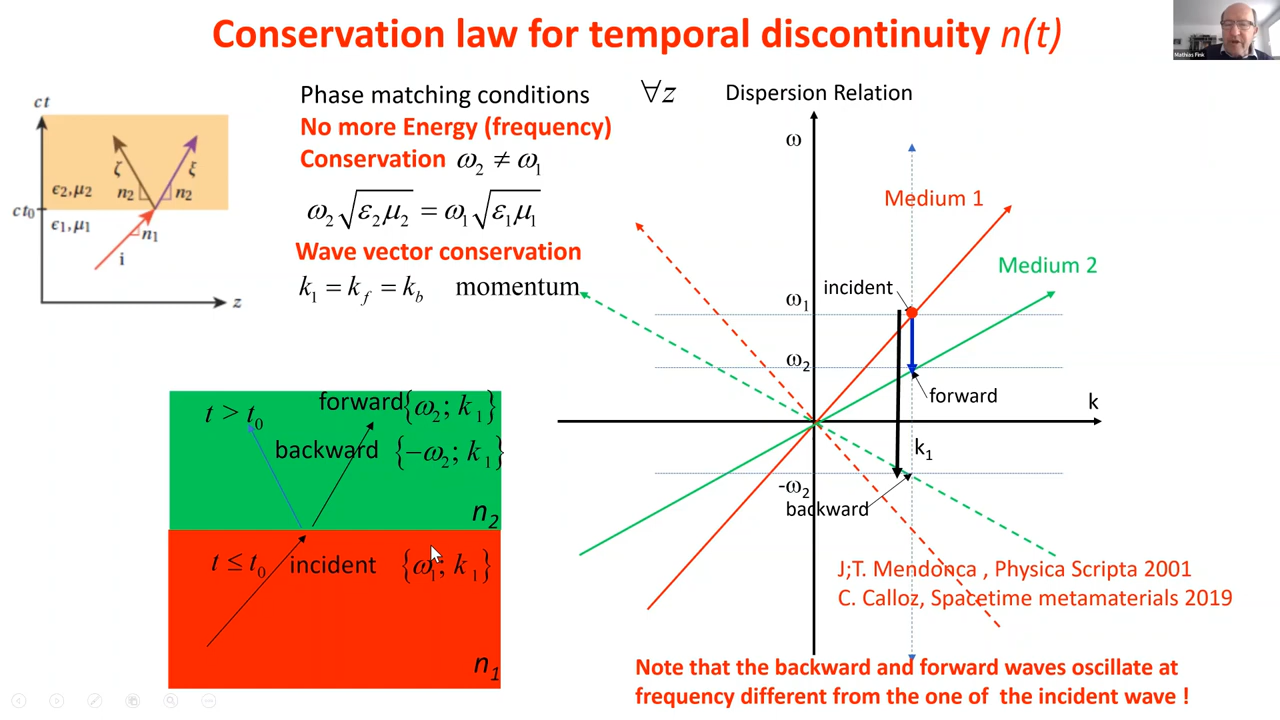 Conservation law for temporal discontinuity n(t)
Mathias Fink
ct
ζ
ξ
ϵ₂,μ₂
n₂
n₂
ct₀
ϵ₁,μ₁
n₁
i
z
Phase matching conditions
∀z
No more Energy (frequency)
Conservation ω₂ ≠ ω₁
ω₂√ε₂μ₂ = ω₁√ε₁μ₁
Wave vector conservation
k₁ = k_f = k_b momentum
Dispersion Relation
ω
Medium 1
Medium 2
incident
ω₁
ω₂
forward
k
k₁
-ω₂
backward
t > t₀
forward{ω₂; k₁}
backward {−ω₂; k₁}
n₂
t ≤ t₀ incident {ω₁; k₁}
n₁
J;T. Mendonca , Physica Scripta 2001
C. Calloz, Spacetime metamaterials 2019
Note that the backward and forward waves oscillate at
frequency different from the one of the incident wave !